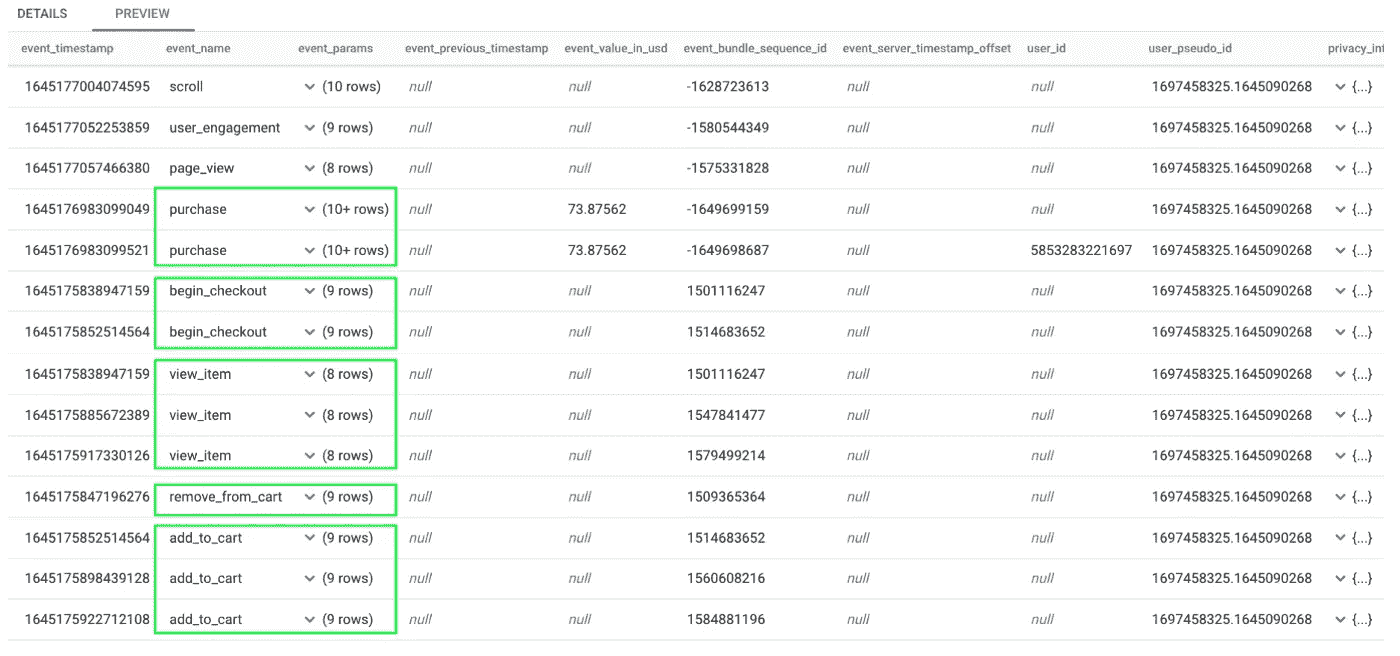 DETAILS PREVIEW
event_timestamp event_name event_params event_previous_timestamp event_value_in_usd event_bundle_sequence_id event_server_timestamp_offset user_id user_pseudo_id privacy_int
1645177004074595 scroll (10 rows) null null -1628723613 null null 1697458325.1645090268 {...}
1645177052253859 user_engagement (9 rows) null null -1580544349 null null 1697458325.1645090268 {...}
1645177057466380 page_view (8 rows) null null -1575331828 null null 1697458325.1645090268 {...}
1645176983099049 purchase (10+ rows) null 73.87562 -1649699159 null null 1697458325.1645090268 {...}
1645176983099521 purchase (10+ rows) null 73.87562 -1649698687 null 5853283221697 1697458325.1645090268 {...}
1645175838947159 begin_checkout (9 rows) null null 1501116247 null null 1697458325.1645090268 {...}
1645175852514564 begin_checkout (9 rows) null null 1514683652 null null 1697458325.1645090268 {...}
1645175838947159 view_item (8 rows) null null 1501116247 null null 1697458325.1645090268 {...}
1645175885672389 view_item (8 rows) null null 1547841477 null null 1697458325.1645090268 {...}
1645175917330126 view_item (8 rows) null null 1579499214 null null 1697458325.1645090268 {...}
1645175847196276 remove_from_cart (9 rows) null null 1509365364 null null 1697458325.1645090268 {...}
1645175852514564 add_to_cart (9 rows) null null 1514683652 null null 1697458325.1645090268 {...}
1645175898439128 add_to_cart (9 rows) null null 1560608216 null null 1697458325.1645090268 {...}
1645175922712108 add_to_cart (9 rows) null null 1584881196 null null 1697458325.1645090268 {...}